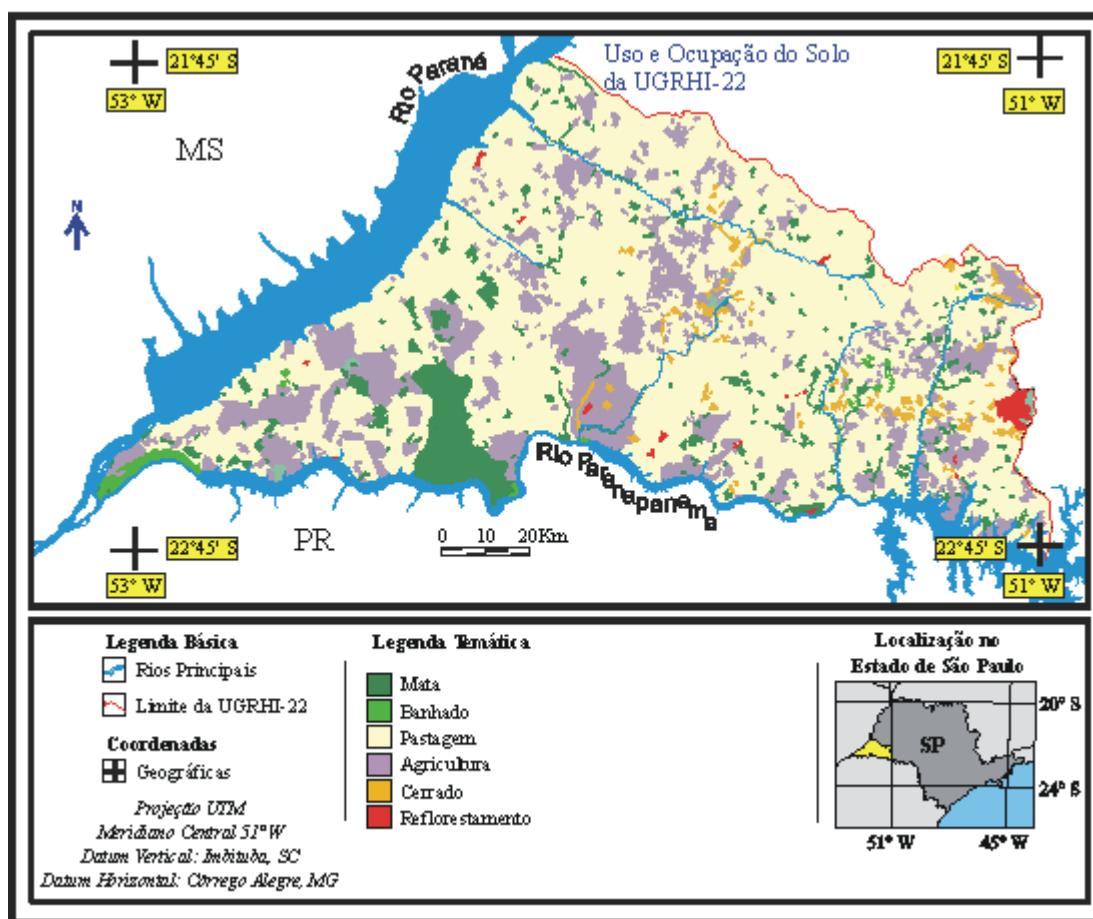 Uso e Ocupação do Solo
da UGRHI-22
21°45' S
53° W
21°45' S
51° W
Rio Paraná
MS
N
Rio Paranapanema
PR
0 10 20Km
22°45' S
53° W
22°45' S
51° W
Legenda Básica
Rios Principais
Limite da UGRHI-22
Coordenadas
Geográficas
Projeção UTM
Meridiano Central 51°W
Datum Vertical: Imbituba, SC
Datum Horizontal: Córrego Alegre, MG
Legenda Temática
Mata
Banhado
Pastagem
Agricultura
Cerrado
Reflorestamento
Localização no
Estado de São Paulo
20° S
SP
24° S
51° W
45° W